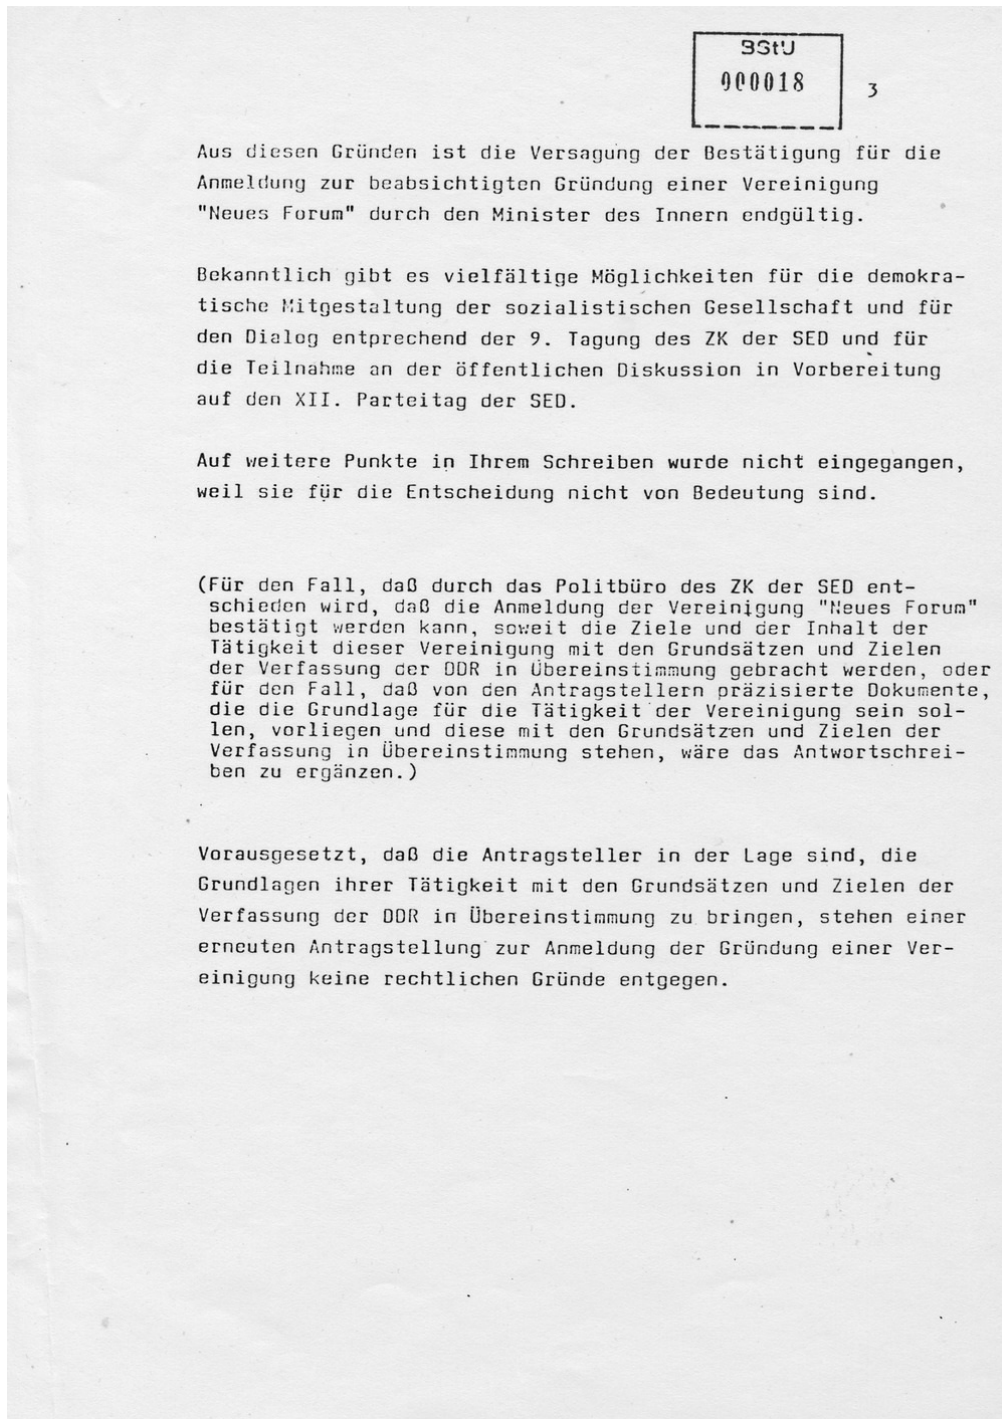 BStU
000018
3
Aus diesen Gründen ist die Versagung der Bestätigung für die
Anmeldung zur beabsichtigten Gründung einer Vereinigung
"Neues Forum" durch den Minister des Innern endgültig.
Bekanntlich gibt es vielfältige Möglichkeiten für die demokra-
tische Mitgestaltung der sozialistischen Gesellschaft und für
den Dialog entprechend der 9. Tagung des ZK der SED und für
die Teilnahme an der öffentlichen Diskussion in Vorbereitung
auf den XII. Parteitag der SED.
Auf weitere Punkte in Ihrem Schreiben wurde nicht eingegangen,
weil sie für die Entscheidung nicht von Bedeutung sind.
(Für den Fall, daß durch das Politbüro des ZK der SED ent-
schieden wird, daß die Anmeldung der Vereinigung "Neues Forum"
bestätigt werden kann, soweit die Ziele und der Inhalt der
Tätigkeit dieser Vereinigung mit den Grundsätzen und Zielen
der Verfassung der DDR in Übereinstimmung gebracht werden, oder
für den Fall, daß von den Antragstellern präzisierte Dokumente,
die die Grundlage für die Tätigkeit der Vereinigung sein sol-
len, vorliegen und diese mit den Grundsätzen und Zielen der
Verfassung in Übereinstimmung stehen, wäre das Antwortschrei-
ben zu ergänzen.)
Vorausgesetzt, daß die Antragsteller in der Lage sind, die
Grundlagen ihrer Tätigkeit mit den Grundsätzen und Zielen der
Verfassung der DDR in Übereinstimmung zu bringen, stehen einer
erneuten Antragstellung zur Anmeldung der Gründung einer Ver-
einigung keine rechtlichen Gründe entgegen.